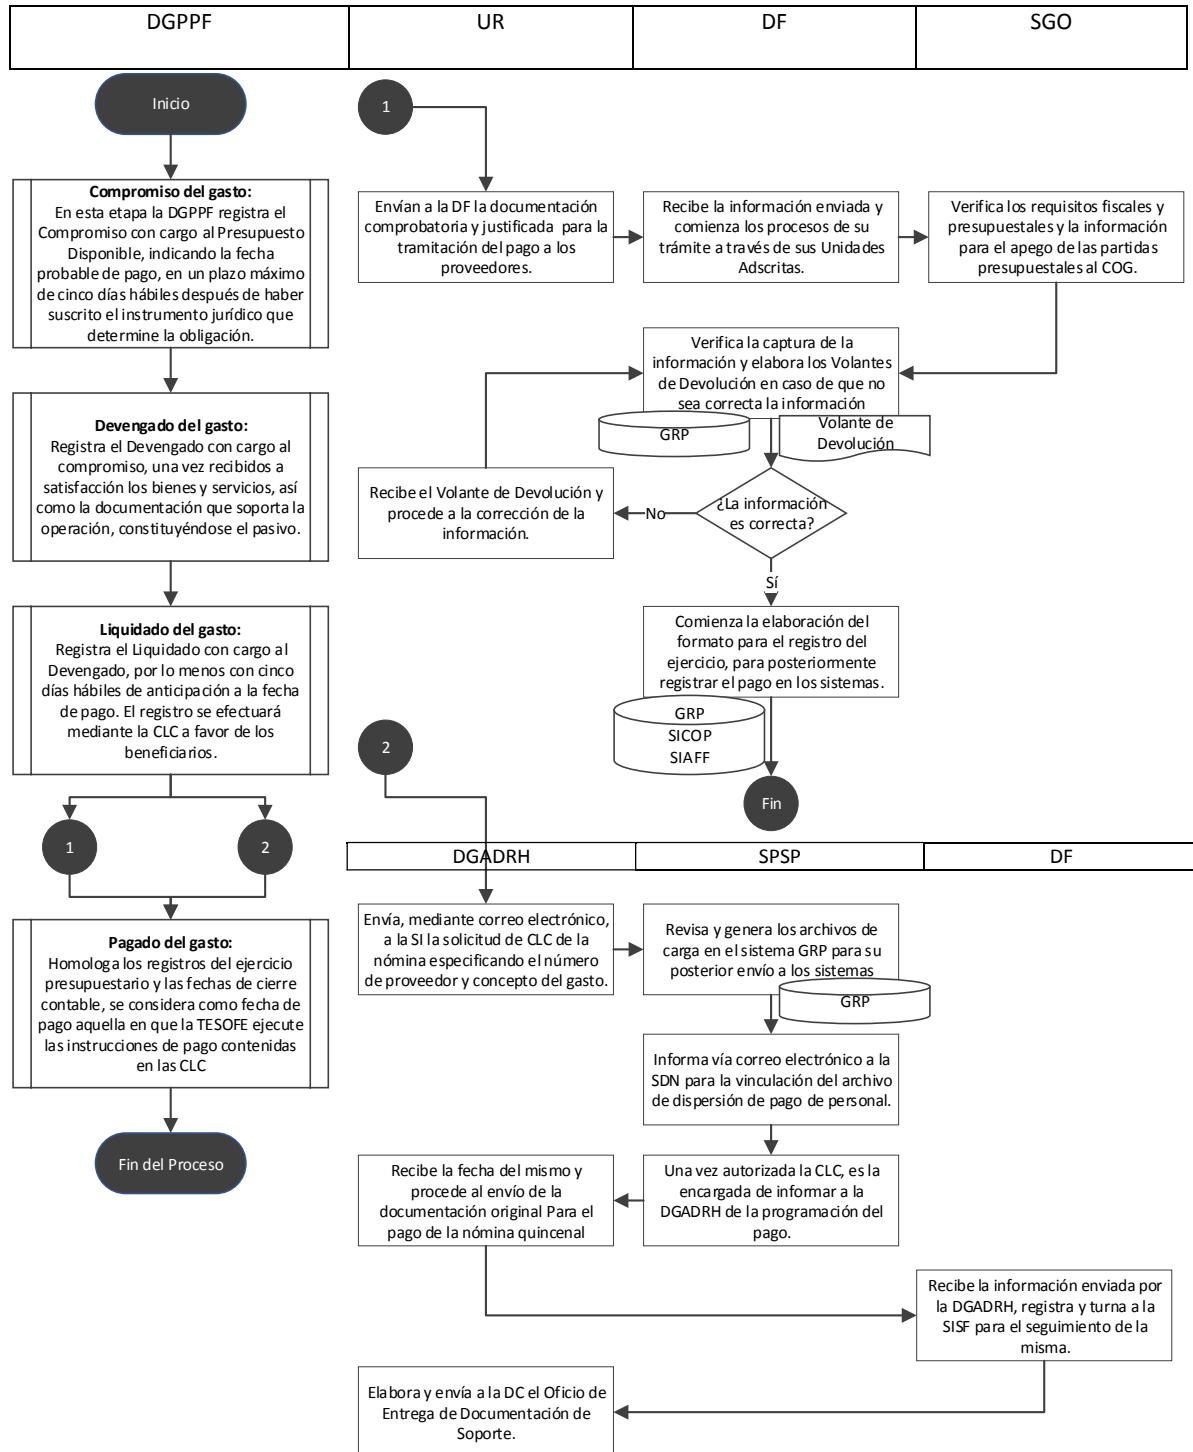 DGPPF
UR
DF
SGO
Inicio
Compromiso del gasto:
En esta etapa la DGPPF registra el
Compromiso con cargo al Presupuesto
Disponible, indicando la fecha
probable de pago, en un plazo máximo
de cinco días hábiles después de haber
suscrito el instrumento jurídico que
determine la obligación.
Devengado del gasto:
Registra el Devengado con cargo al
compromiso, una vez recibidos a
satisfacción los bienes y servicios, así
como la documentación que soporta la
operación, constituyéndose el pasivo.
Liquidado del gasto:
Registra el Liquidado con cargo al
Devengado, por lo menos con cinco
días hábiles de anticipación a la fecha
de pago. El registro se efectuará
mediante la CLC a favor de los
beneficiarios.
1
2
Pagado del gasto:
Homologa los registros del ejercicio
presupuestario y las fechas de cierre
contable, se considera como fecha de
pago aquella en que la TESOFE ejecute
las instrucciones de pago contenidas
en las CLC
Fin del Proceso
1
Envían a la DF la documentación
comprobatoria y justificada para la
tramitación del pago a los
proveedores.
Recibe la información enviada y
comienza los procesos de su
trámite a través de sus Unidades
Adscritas.
Verifica los requisitos fiscales y
presupuestales y la información
para el apego de las partidas
presupuestales al COG.
Verifica la captura de la
información y elabora los Volantes
de Devolución en caso de que no
sea correcta la información
GRP
Volante de
Devolución
¿La información
es correcta?
No
Recibe el Volante de Devolución y
procede a la corrección de la
información.
Sí
Comienza la elaboración del
formato para el registro del
ejercicio, para posteriormente
registrar el pago en los sistemas.
GRP
SICOP
SIAFF
Fin
2
DGADRH
SPSP
DF
Envía, mediante correo electrónico,
a la SI la solicitud de CLC de la
nómina especificando el número
de proveedor y concepto del gasto.
Revisa y genera los archivos de
carga en el sistema GRP para su
posterior envío a los sistemas
GRP
Informa vía correo electrónico a la
SDN para la vinculación del archivo
de dispersión de pago de personal.
Una vez autorizada la CLC, es la
encargada de informar a la
DGADRH de la programación del
pago.
Recibe la fecha del mismo y
procede al envío de la
documentación original Para el
pago de la nómina quincenal
Recibe la información enviada por
la DGADRH, registra y turna a la
SISF para el seguimiento de la
misma.
Elabora y envía a la DC el Oficio de
Entrega de Documentación de
Soporte.